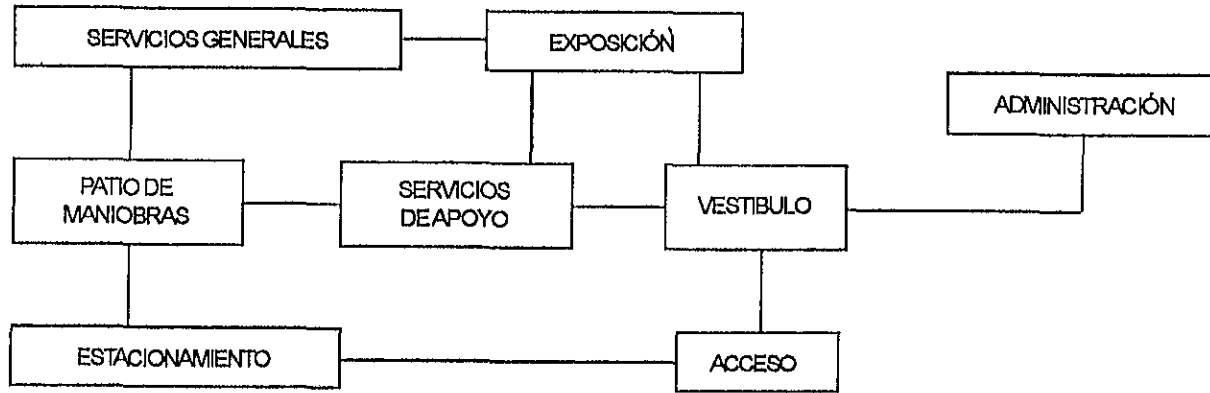 SERVICIOS GENERALES
EXPOSICIÓN
ADMINISTRACIÓN
PATIO DE
MANIOBRAS
SERVICIOS
DE APOYO
VESTIBULO
ESTACIONAMIENTO
ACCESO